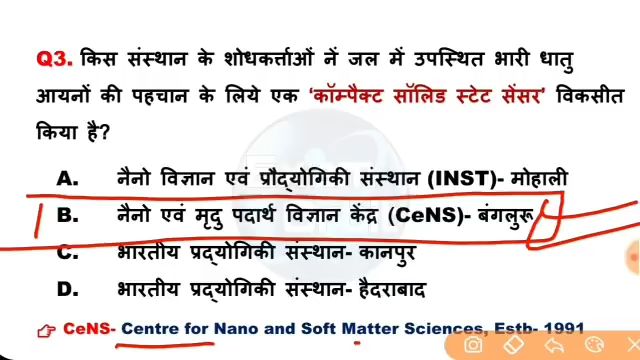 Q3. किस संस्थान के शोधकर्त्ताओं नें जल में उपस्थित भारी धातु
आयनों की पहचान के लिये एक ‘कॉम्पैक्ट सॉलिड स्टेट सेंसर’ विकसीत
किया है?
A. नैनो विज्ञान एवं प्रौद्योगिकी संस्थान (INST)- मोहाली
B. नैनो एवं मृदु पदार्थ विज्ञान केंद्र (CeNS)- बंगलुरू
C. भारतीय प्रद्योगिकी संस्थान- कानपुर
D. भारतीय प्रद्योगिकी संस्थान- हैदराबाद
CeNS- Centre for Nano and Soft Matter Sciences, Estb- 1991